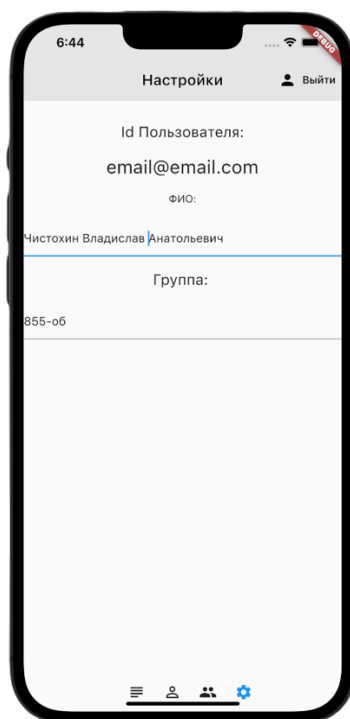 6:44
DEBUG
Настройки
Выйти
Id Пользователя:
email@email.com
ФИО:
Чистохин Владислав Анатольевич
Группа:
855-об